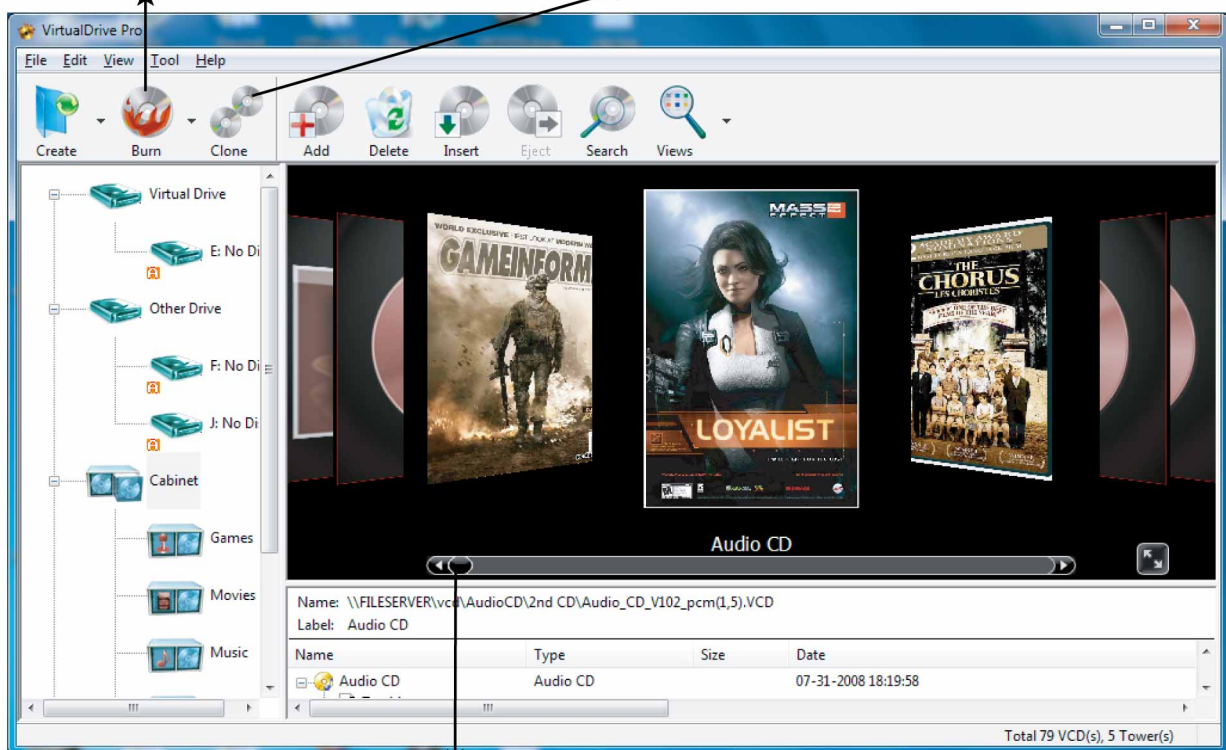 VirtualDrive Pro
File Edit View Tool Help
Create Burn Clone Add Delete Insert Eject Search Views
Virtual Drive
E: No Di
Other Drive
F: No Di
J: No Di
Cabinet
Games
Movies
Music
WORLD EXCLUSIVE
GAMEINFORM
MASS
EFFECT 2
LOYALIST
THE
CHORUS
LES CHORISTES
Audio CD
Name: \\FILESERVER\vcd\AudioCD\2nd CD\Audio_CD_V102_pcm(1,5).VCD
Label: Audio CD
Name Type Size Date
Audio CD Audio CD 07-31-2008 18:19:58
Total 79 VCD(s), 5 Tower(s)